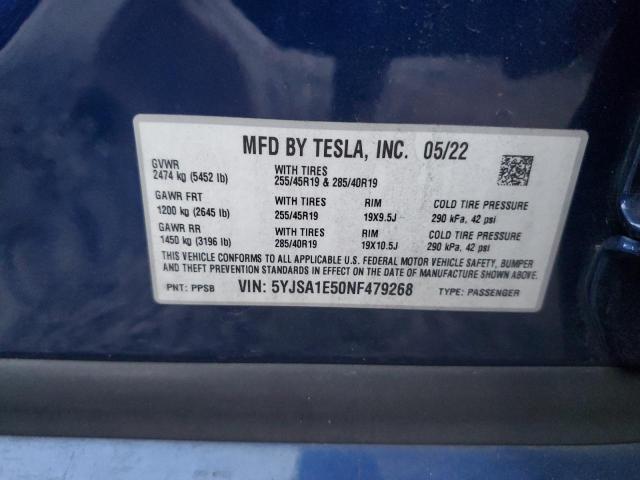 MFD BY TESLA, INC. 05/22
GVWR
2474 kg (5452 lb)
WITH TIRES
255/45R19 & 285/40R19
GAWR FRT
1200 kg (2645 lb)
WITH TIRES
255/45R19
RIM
19X9.5J
COLD TIRE PRESSURE
290 kPa, 42 psi
GAWR RR
1450 kg (3196 lb)
WITH TIRES
285/40R19
RIM
19X10.5J
COLD TIRE PRESSURE
290 kPa, 42 psi
THIS VEHICLE CONFORMS TO ALL APPLICABLE FEDERAL MOTOR VEHICLE SAFETY, BUMPER,
AND THEFT PREVENTION STANDARDS IN EFFECT ON THE DATE OF MANUFACTURE SHOWN ABOVE.
PNT: PPSB VIN: 5YJSA1E50NF479268 TYPE: PASSENGER